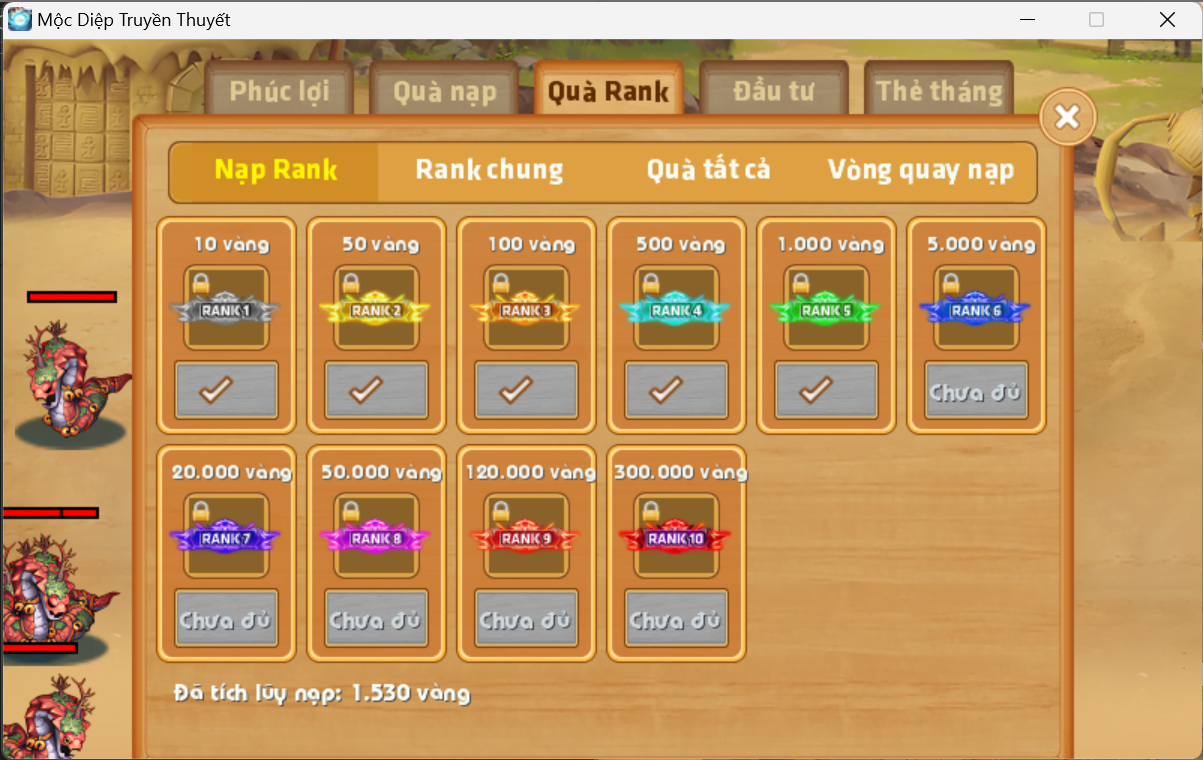 Mộc Diệp Truyền Thuyết
Phúc lợi
Quà nạp
Quà Rank
Đầu tư
Thẻ tháng
Nạp Rank
Rank chung
Quà tất cả
Vòng quay nạp
10 vàng
50 vàng
100 vàng
500 vàng
1.000 vàng
5.000 vàng
RANK 1
RANK 2
RANK 3
RANK 4
RANK 5
RANK 6
Chưa đủ
20.000 vàng
50.000 vàng
120.000 vàng
300.000 vàng
RANK 7
RANK 8
RANK 9
RANK 10
Chưa đủ
Chưa đủ
Chưa đủ
Chưa đủ
Đã tích lũy nạp: 1.530 vàng